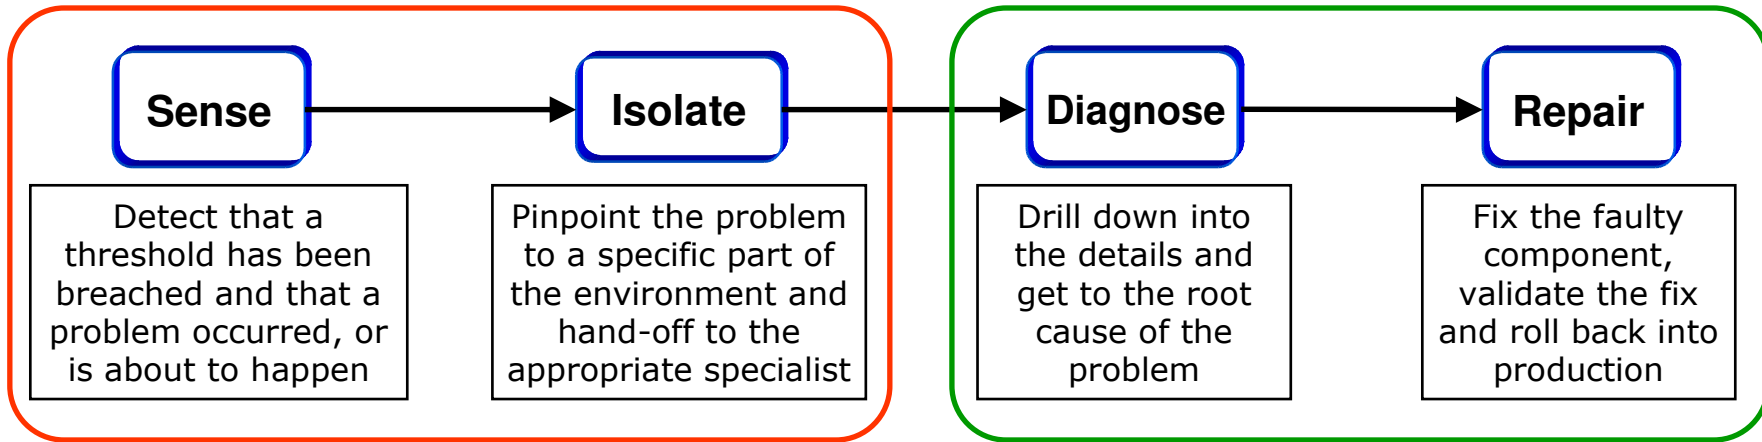 Sense
Isolate
Diagnose
Repair
Detect that a
threshold has been
breached and that a
problem occurred, or
is about to happen
Pinpoint the problem
to a specific part of
the environment and
hand-off to the
appropriate specialist
Drill down into
the details and
get to the root
cause of the
problem
Fix the faulty
component,
validate the fix
and roll back into
production